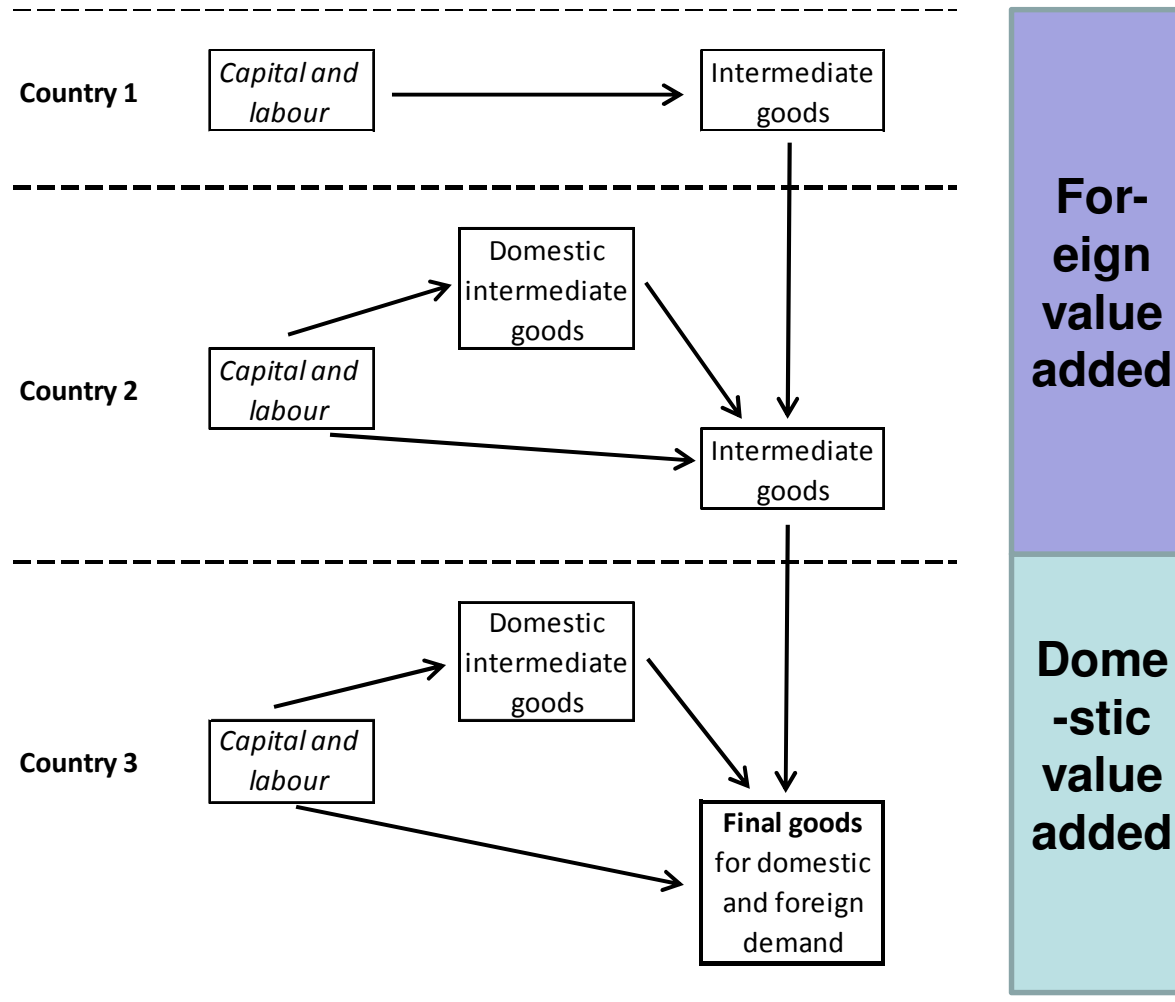 Country 1
Capital and
labour
Intermediate
goods
Country 2
Domestic
intermediate
goods
Capital and
labour
Intermediate
goods
Country 3
Domestic
intermediate
goods
Capital and
labour
Final goods
for domestic
and foreign
demand
For-
eign
value
added
Dome
-stic
value
added